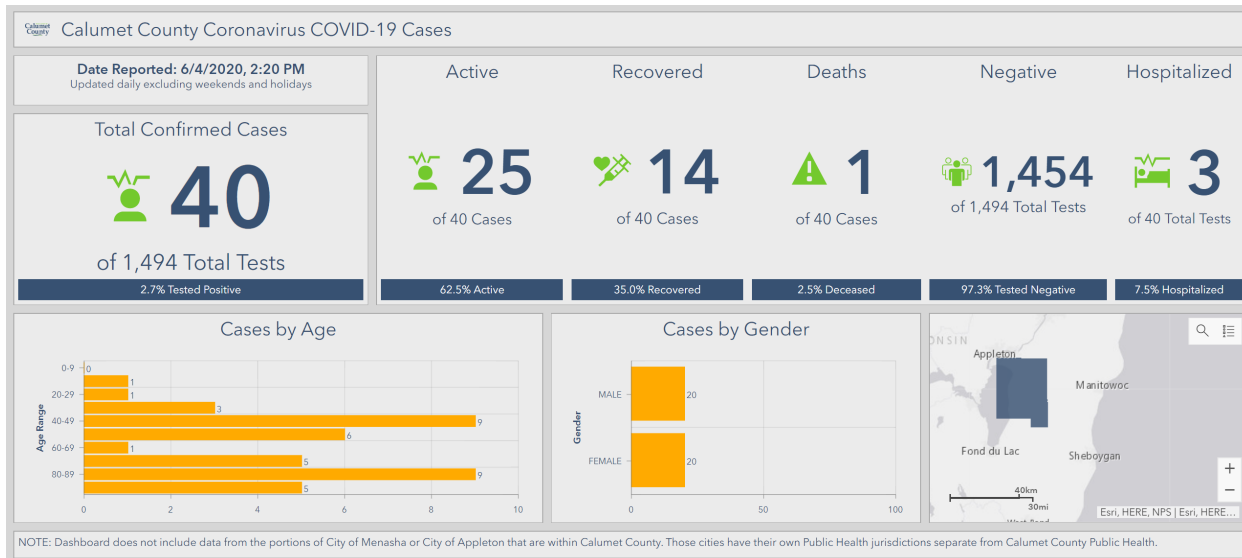 Calumet
County
Calumet County Coronavirus COVID-19 Cases
Date Reported: 6/4/2020, 2:20 PM
Updated daily excluding weekends and holidays
Total Confirmed Cases
40
of 1,494 Total Tests
2.7% Tested Positive
Active
25
of 40 Cases
62.5% Active
Recovered
14
of 40 Cases
35.0% Recovered
Deaths
1
of 40 Cases
2.5% Deceased
Negative
1,454
of 1,494 Total Tests
97.3% Tested Negative
Hospitalized
3
of 40 Total Tests
7.5% Hospitalized
Cases by Age
Age Range
0-9 0
1
20-29 1
3
40-49 9
6
60-69 1
5
80-89 9
5
0 2 4 6 8 10
Cases by Gender
Gender
MALE 20
FEMALE 20
0 50 100
ONSIN
Appleton
Manitowoc
Fond du Lac
Sheboygan
+
−
40km
30mi
West Bend
Esri, HERE, NPS | Esri, HERE...
NOTE: Dashboard does not include data from the portions of City of Menasha or City of Appleton that are within Calumet County. Those cities have their own Public Health jurisdictions separate from Calumet County Public Health.